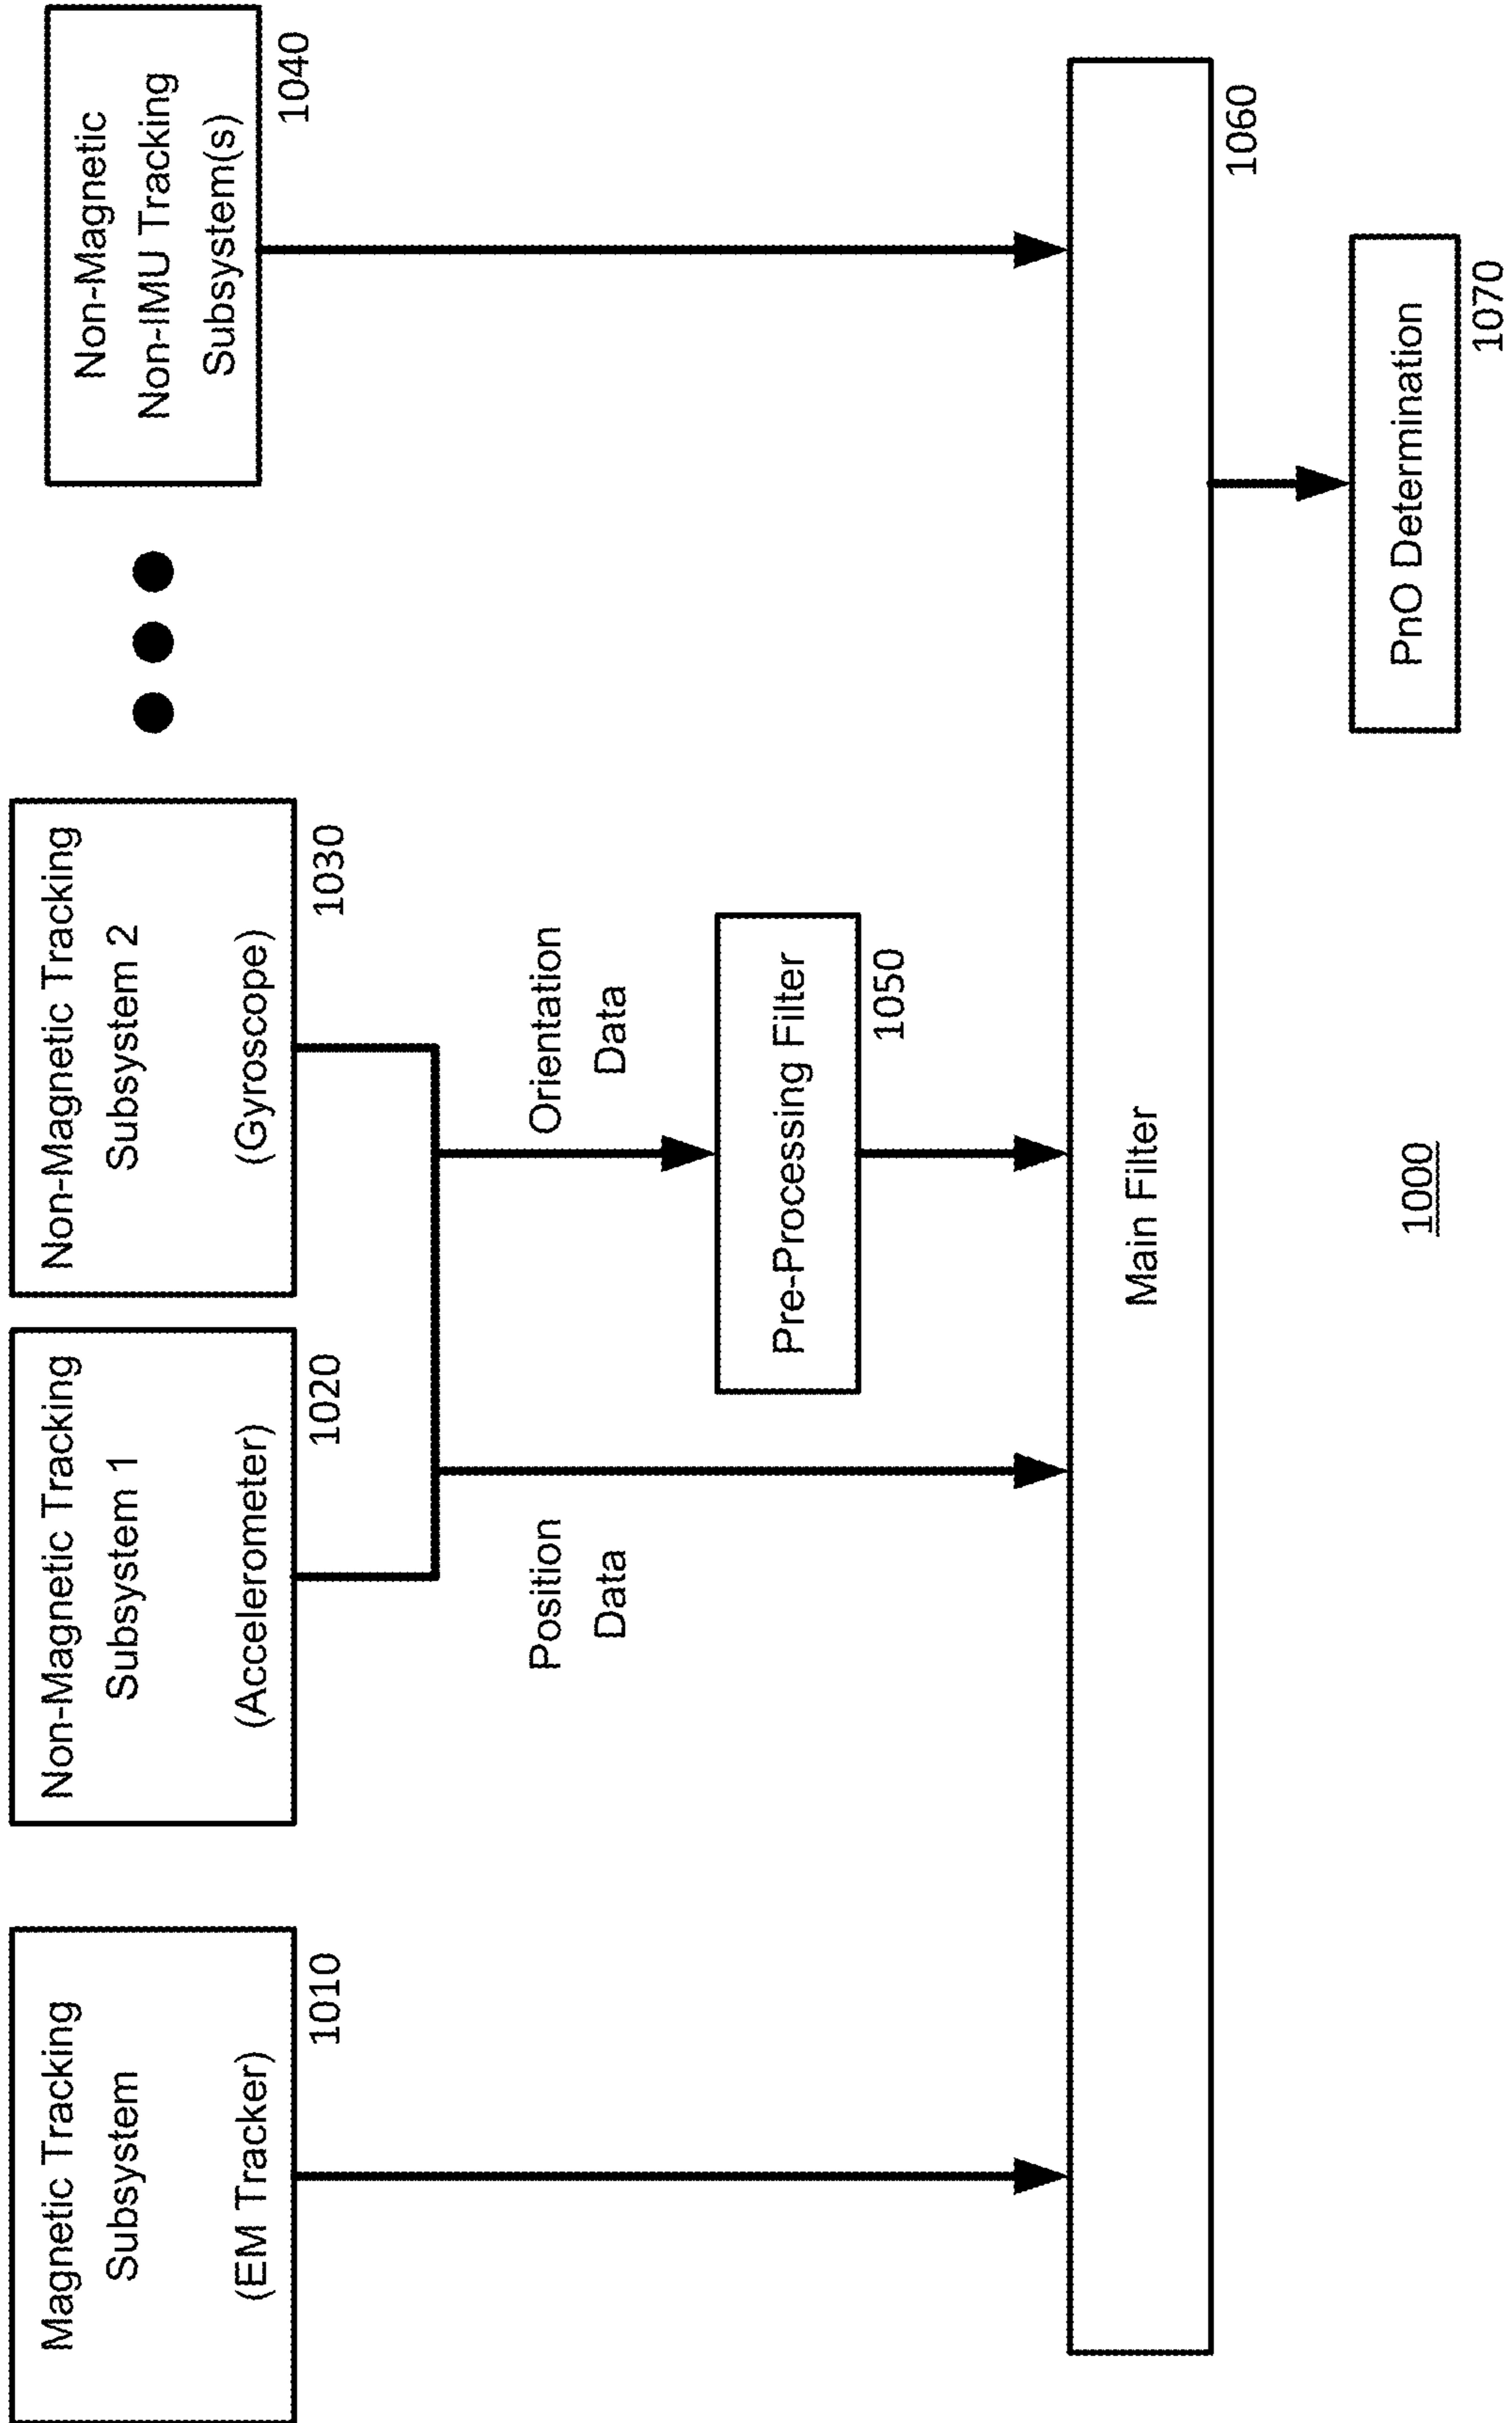 Magnetic Tracking
Subsystem
(EM Tracker)
1010
Non-Magnetic Tracking
Subsystem 1
(Accelerometer)
1020
Non-Magnetic Tracking
Subsystem 2
(Gyroscope)
1030
Non-Magnetic
Non-IMU Tracking
Subsystem(s)
1040
Position
Data
Orientation
Data
Pre-Processing Filter
1050
Main Filter
1060
PnO Determination
1070
1000